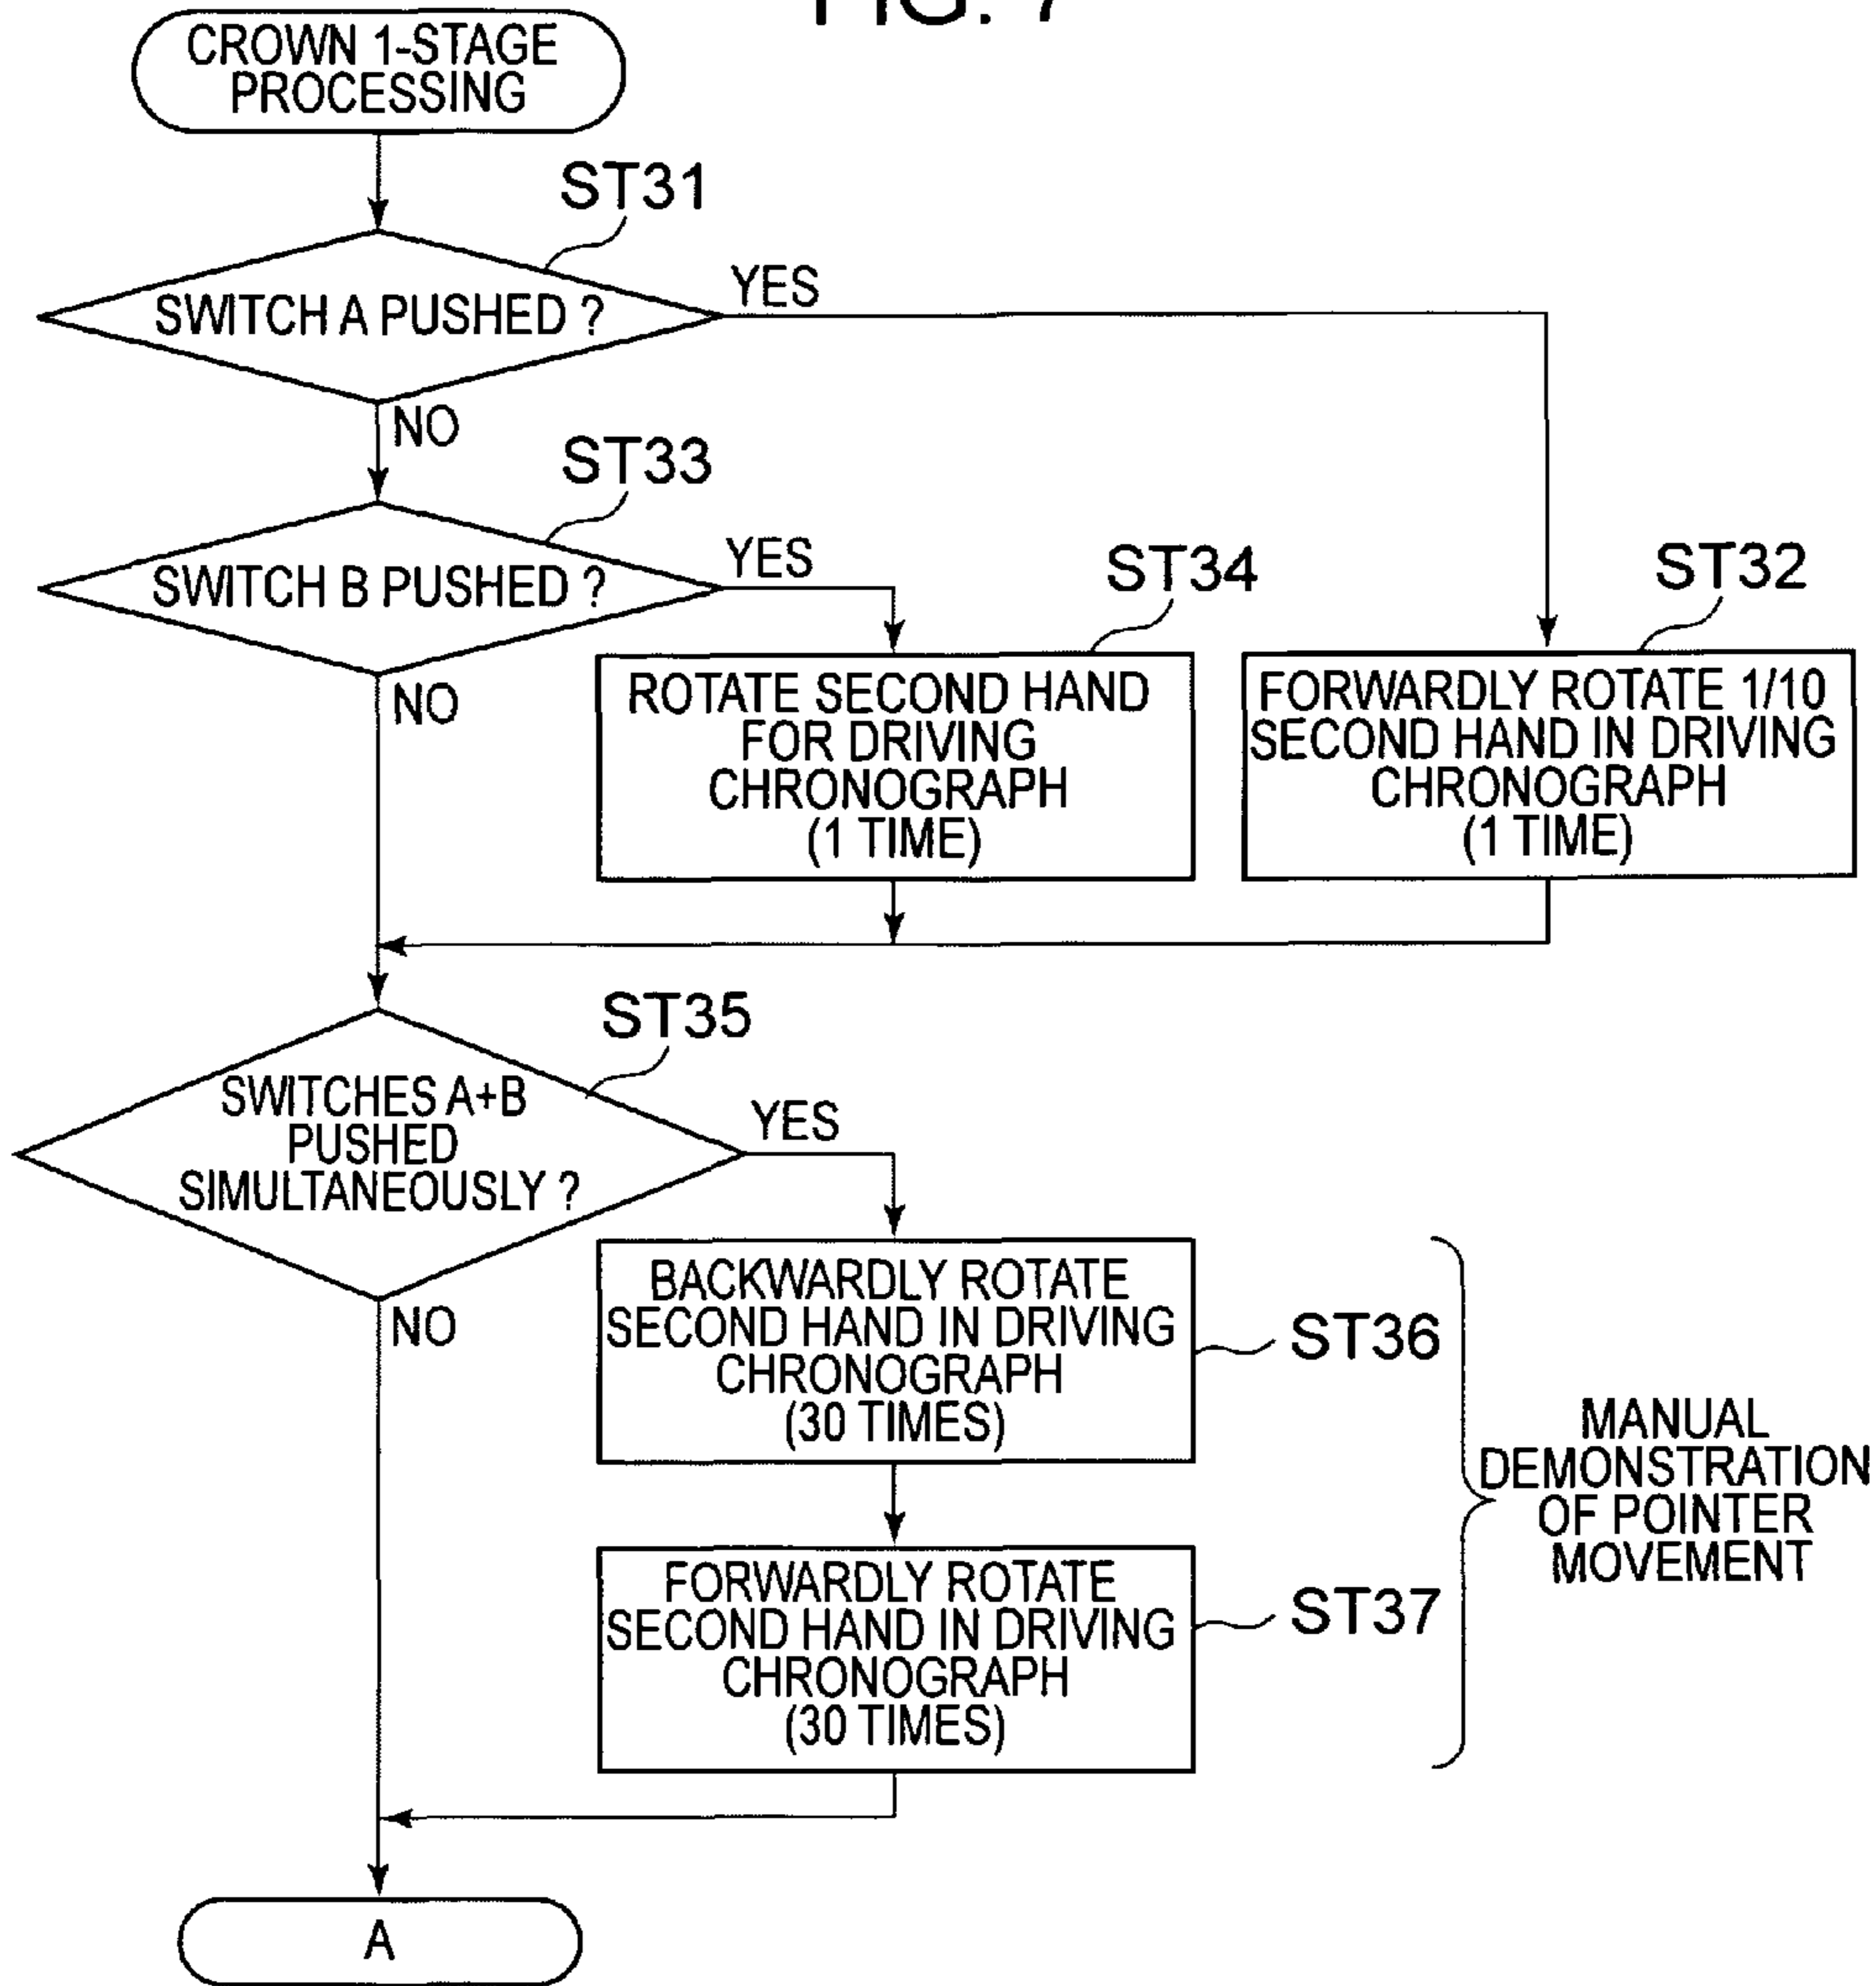 FIG. 7
CROWN 1-STAGE
PROCESSING
ST31
SWITCH A PUSHED ?
YES
NO
ST33
SWITCH B PUSHED ?
YES
NO
ST34
ROTATE SECOND HAND
FOR DRIVING
CHRONOGRAPH
(1 TIME)
ST32
FORWARDLY ROTATE 1/10
SECOND HAND IN DRIVING
CHRONOGRAPH
(1 TIME)
ST35
SWITCHES A+B
PUSHED
SIMULTANEOUSLY ?
YES
NO
BACKWARDLY ROTATE
SECOND HAND IN DRIVING
CHRONOGRAPH
(30 TIMES)
ST36
FORWARDLY ROTATE
SECOND HAND IN DRIVING
CHRONOGRAPH
(30 TIMES)
ST37
MANUAL
DEMONSTRATION
OF POINTER
MOVEMENT
A